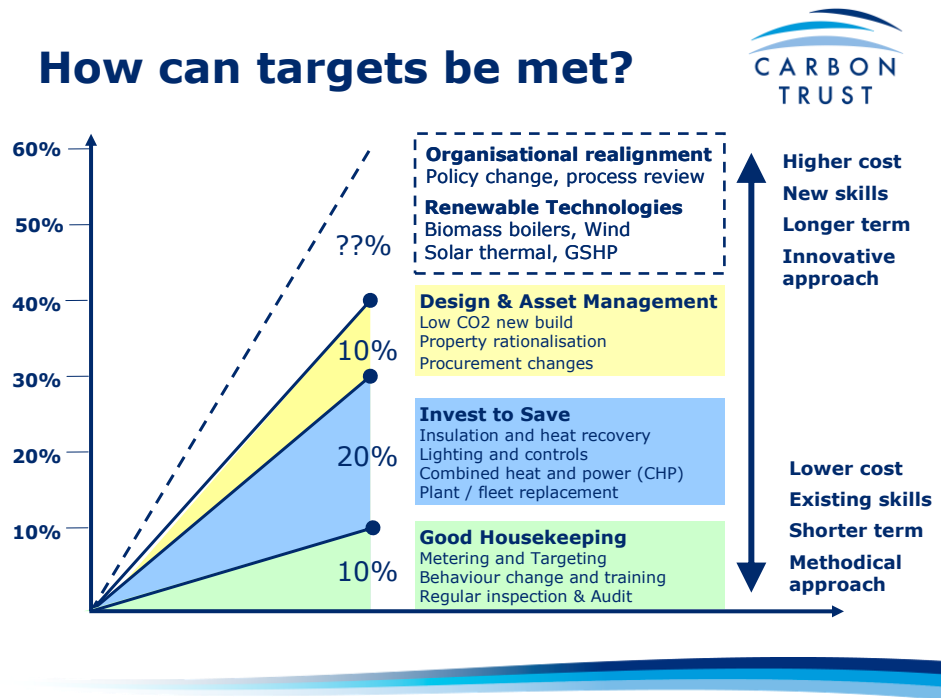 How can targets be met?
CARBON
TRUST
60%
50%
40%
30%
20%
10%
??%
10%
20%
10%
Organisational realignment
Policy change, process review
Renewable Technologies
Biomass boilers, Wind
Solar thermal, GSHP
Design & Asset Management
Low CO2 new build
Property rationalisation
Procurement changes
Invest to Save
Insulation and heat recovery
Lighting and controls
Combined heat and power (CHP)
Plant / fleet replacement
Good Housekeeping
Metering and Targeting
Behaviour change and training
Regular inspection & Audit
Higher cost
New skills
Longer term
Innovative
approach
Lower cost
Existing skills
Shorter term
Methodical
approach